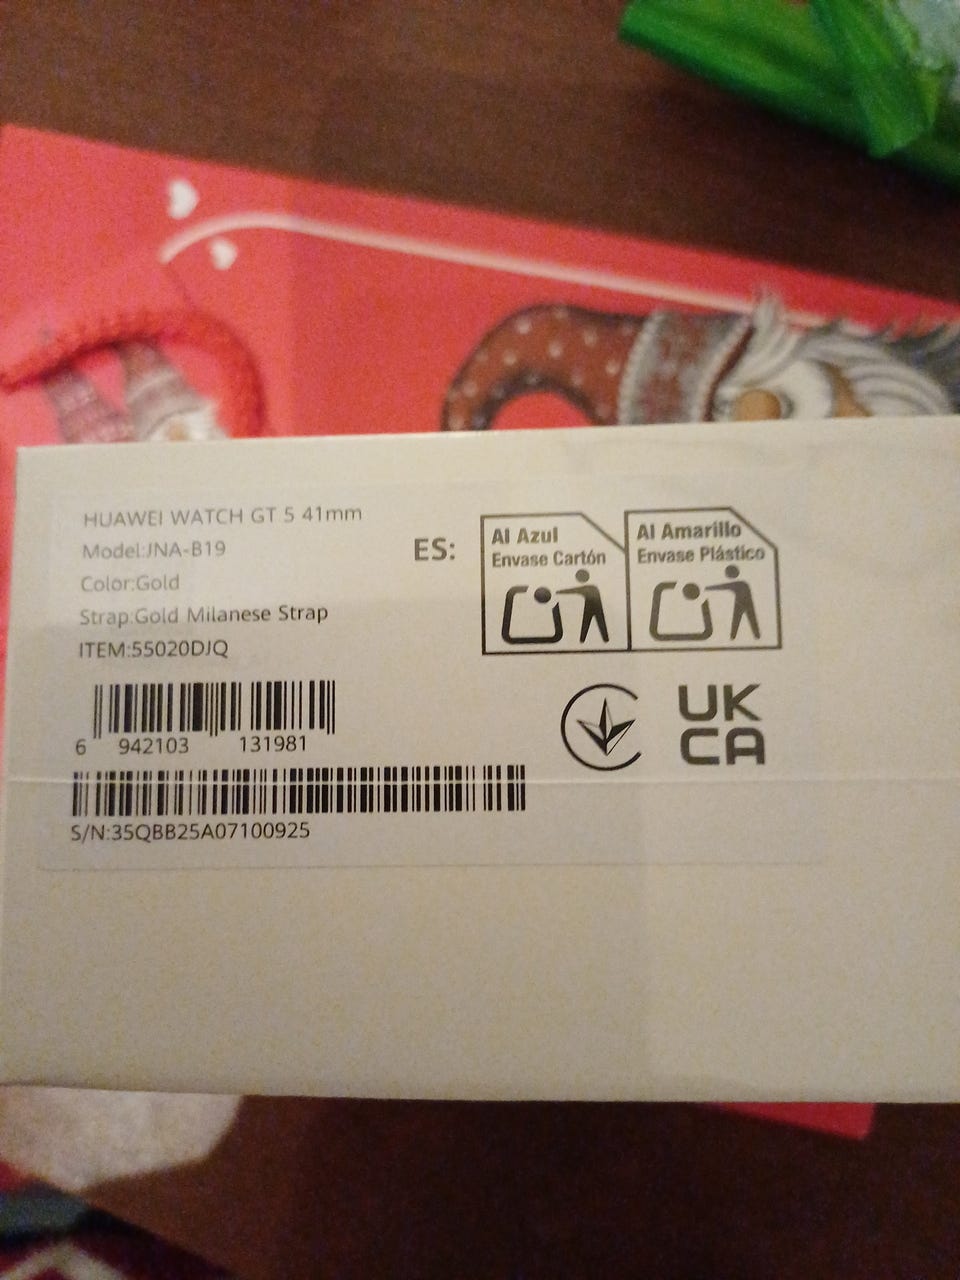 HUAWEI WATCH GT 5 41mm
Model:JNA-B19
Color:Gold
Strap:Gold Milanese Strap
ITEM:55020DJQ
6 942103 131981
S/N:35QBB25A07100925
ES:
Al Azul
Envase Cartón
Al Amarillo
Envase Plástico
UK
CA